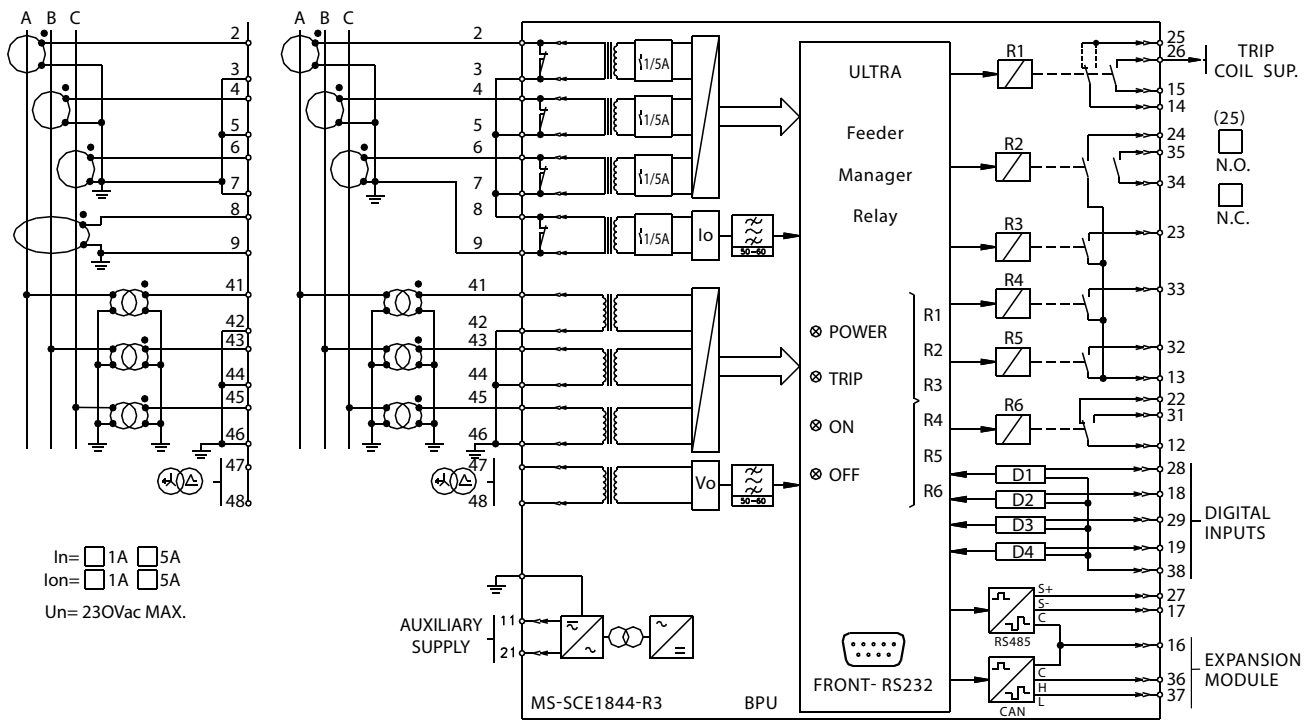 A B C
2
3
4
5
6
7
8
9
41
42
43
44
45
46
47
48
In= 1A 5A
Ion= 1A 5A
Un= 230Vac MAX.
A B C
2
3
4
5
6
7
8
9
41
42
43
44
45
46
47
48
AUXILIARY
SUPPLY
11
21
1/5A
1/5A
1/5A
1/5A
Io
50-60
Vo
50-60
MS-SCE1844-R3
BPU
ULTRA
Feeder
Manager
Relay
POWER
TRIP
ON
OFF
R1
R2
R3
R4
R5
R6
FRONT- RS232
R1
R2
R3
R4
R5
R6
D1
D2
D3
D4
S+
S-
C
RS485
C
H
L
CAN
25
26
15
14
24
35
34
23
33
32
13
22
31
12
28
18
29
19
38
27
17
16
36
37
TRIP
COIL SUP.
(25)
N.O.
N.C.
DIGITAL
INPUTS
EXPANSION
MODULE